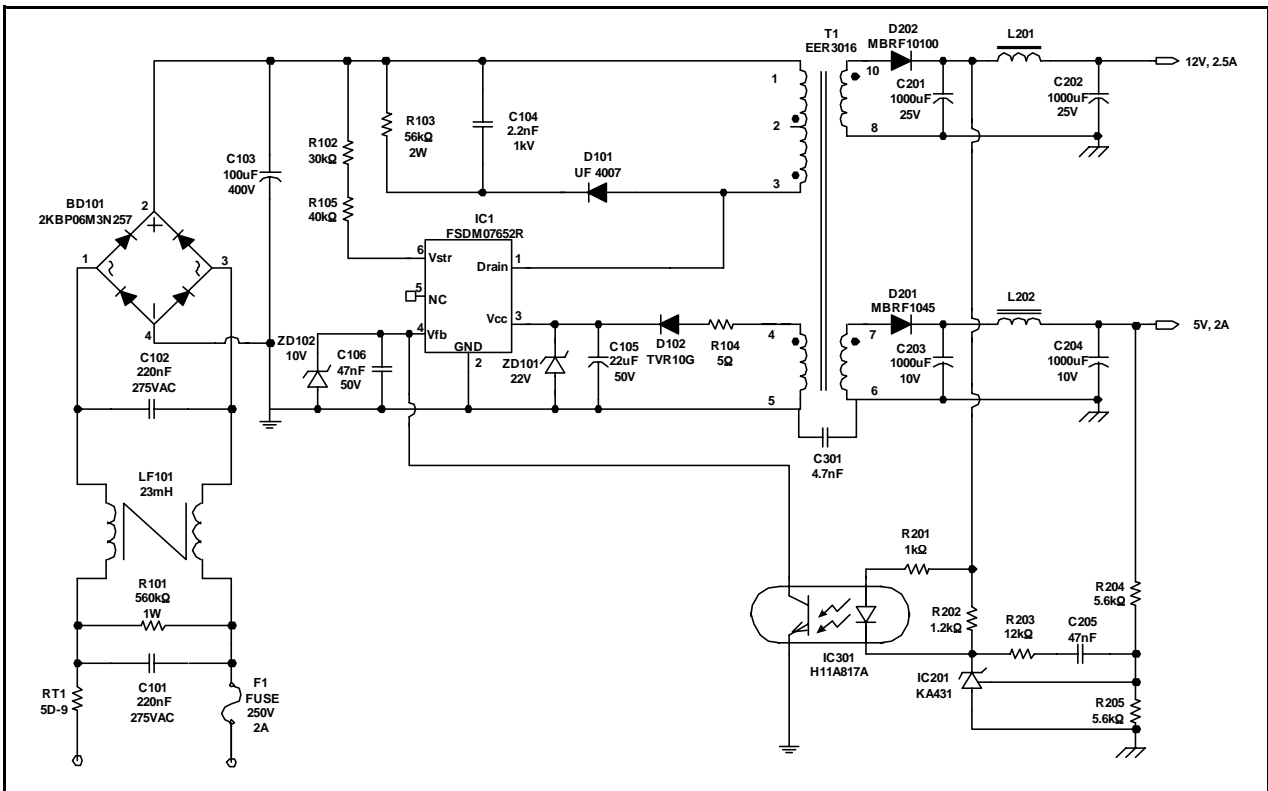 D202
MBRF10100
L201
T1
EER3016
12V, 2.5A
1
10
C201
1000uF
25V
C202
1000uF
25V
8
2
3
R103
56kΩ
2W
C104
2.2nF
1kV
D101
UF 4007
R102
30kΩ
R105
40kΩ
C103
100uF
400V
BD101
2KBP06M3N257
2
1
3
4
IC1
FSDM07652R
6
Vstr
Drain
1
5
NC
Vcc
3
4
Vfb
GND
2
ZD102
10V
C106
47nF
50V
ZD101
22V
C105
22uF
50V
D102
TVR10G
R104
5Ω
4
5
D201
MBRF1045
L202
5V, 2A
7
C203
1000uF
10V
C204
1000uF
10V
6
C301
4.7nF
C102
220nF
275VAC
LF101
23mH
R101
560kΩ
1W
C101
220nF
275VAC
RT1
5D-9
F1
FUSE
250V
2A
R201
1kΩ
R202
1.2kΩ
R203
12kΩ
C205
47nF
R204
5.6kΩ
IC301
H11A817A
IC201
KA431
R205
5.6kΩ